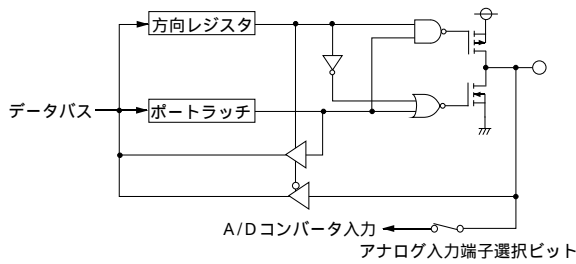 方向レジスタ
データバス
ポートラッチ
A/Dコンバータ入力
アナログ入力端子選択ビット